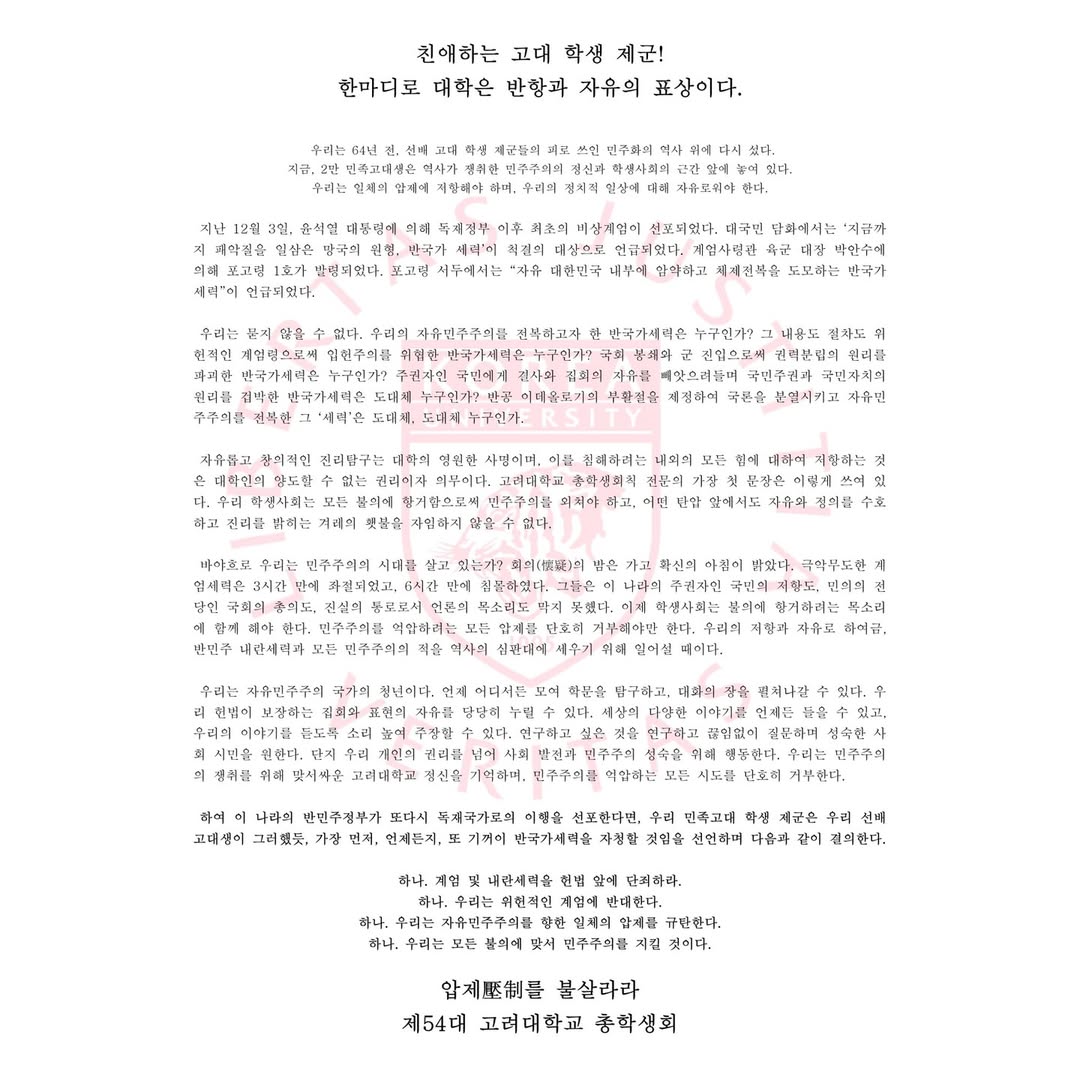 친애하는 고대 학생 제군!
한마디로 대학은 반항과 자유의 표상이다.
우리는 64년 전, 선배 고대 학생 제군들의 피로 쓰인 민주화의 역사 위에 다시 섰다.
지금, 2만 민족고대생은 역사가 쟁취한 민주주의의 정신과 학생사회의 근간 앞에 놓여 있다.
우리는 일체의 압제에 저항해야 하며, 우리의 정치적 일상에 대해 자유로워야 한다.
지난 12월 3일, 윤석열 대통령에 의해 독재정부 이후 최초의 비상계엄이 선포되었다. 대국민 담화에서는 ‘지금까
지 패악질을 일삼은 망국의 원형, 반국가 세력’이 척결의 대상으로 언급되었다. 계엄사령관 육군 대장 박안수에
의해 포고령 1호가 발령되었다. 포고령 서두에서는 “자유 대한민국 내부에 암약하고 체제전복을 도모하는 반국가
세력”이 언급되었다.
우리는 묻지 않을 수 없다. 우리의 자유민주주의를 전복하고자 한 반국가세력은 누구인가? 그 내용도 절차도 위
헌적인 계엄령으로써 입헌주의를 위협한 반국가세력은 누구인가? 국회 봉쇄와 군 진입으로써 권력분립의 원리를
파괴한 반국가세력은 누구인가? 주권자인 국민에게 결사와 집회의 자유를 빼앗으려들며 국민주권과 국민자치의
원리를 겁박한 반국가세력은 도대체 누구인가? 반공 이데올로기의 부활절을 제정하여 국론을 분열시키고 자유민
주주의를 전복한 그 ‘세력’은 도대체, 도대체 누구인가.
자유롭고 창의적인 진리탐구는 대학의 영원한 사명이며, 이를 침해하려는 내외의 모든 힘에 대하여 저항하는 것
은 대학인의 양도할 수 없는 권리이자 의무이다. 고려대학교 총학생회칙 전문의 가장 첫 문장은 이렇게 쓰여 있
다. 우리 학생사회는 모든 불의에 항거함으로써 민주주의를 외쳐야 하고, 어떤 탄압 앞에서도 자유와 정의를 수호
하고 진리를 밝히는 겨레의 횃불을 자임하지 않을 수 없다.
바야흐로 우리는 민주주의의 시대를 살고 있는가? 회의(懷疑)의 밤은 가고 확신의 아침이 밝았다. 극악무도한 계
엄세력은 3시간 만에 좌절되었고, 6시간 만에 침몰하였다. 그들은 이 나라의 주권자인 국민의 저항도, 민의의 전
당인 국회의 총의도, 진실의 통로로서 언론의 목소리도 막지 못했다. 이제 학생사회는 불의에 항거하려는 목소리
에 함께 해야 한다. 민주주의를 억압하려는 모든 압제를 단호히 거부해야만 한다. 우리의 저항과 자유로 하여금,
반민주 내란세력과 모든 민주주의의 적을 역사의 심판대에 세우기 위해 일어설 때이다.
우리는 자유민주주의 국가의 청년이다. 언제 어디서든 모여 학문을 탐구하고, 대화의 장을 펼쳐나갈 수 있다. 우
리 헌법이 보장하는 집회와 표현의 자유를 당당히 누릴 수 있다. 세상의 다양한 이야기를 언제든 들을 수 있고,
우리의 이야기를 듣도록 소리 높여 주장할 수 있다. 연구하고 싶은 것을 연구하고 끊임없이 질문하며 성숙한 사
회 시민을 원한다. 단지 우리 개인의 권리를 넘어 사회 발전과 민주주의 성숙을 위해 행동한다. 우리는 민주주의
의 쟁취를 위해 맞서싸운 고려대학교 정신을 기억하며, 민주주의를 억압하는 모든 시도를 단호히 거부한다.
하여 이 나라의 반민주정부가 또다시 독재국가로의 이행을 선포한다면, 우리 민족고대 학생 제군은 우리 선배
고대생이 그러했듯, 가장 먼저, 언제든지, 또 기꺼이 반국가세력을 자청할 것임을 선언하며 다음과 같이 결의한다.
하나. 계엄 및 내란세력을 헌법 앞에 단죄하라.
하나. 우리는 위헌적인 계엄에 반대한다.
하나. 우리는 자유민주주의를 향한 일체의 압제를 규탄한다.
하나. 우리는 모든 불의에 맞서 민주주의를 지킬 것이다.
압제壓制를 불살라라
제54대 고려대학교 총학생회
LIBERTAS JUSTITIA VERITAS
KOREA
UNIVERSITY
1905